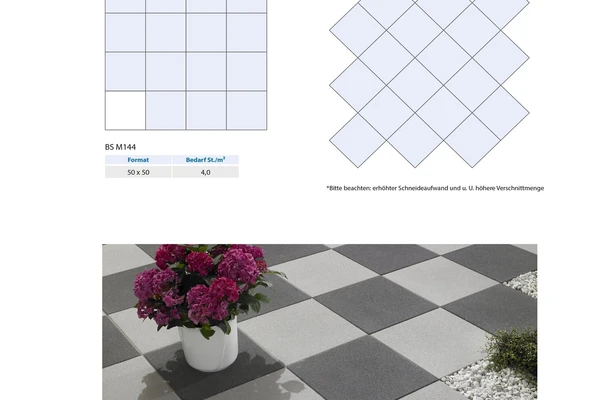 BS M144
Format Bedarf St./m²
50 x 50 4,0
*Bitte beachten: erhöhter Schneideaufwand und u. U. höhere Verschnittmenge